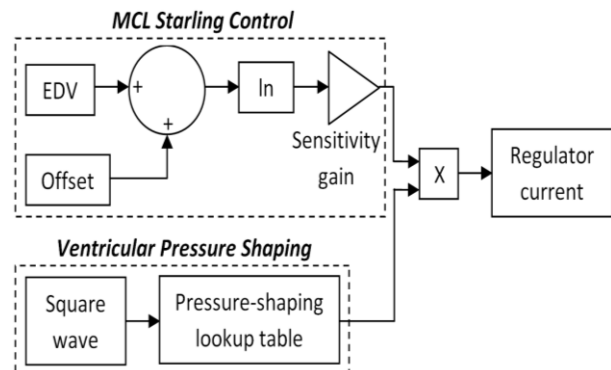 MCL Starling Control
EDV
+
+
ln
Offset
Sensitivity
gain
X
Regulator
current
Ventricular Pressure Shaping
Square
wave
Pressure-shaping
lookup table